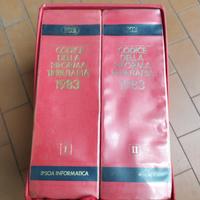 CODICE
DELLA
RIFORMA
TRIBUTARIA
1983
I
IPSOA INFORMATICA
CODICE
DELLA
RIFORMA
TRIBUTARIA
1983
II